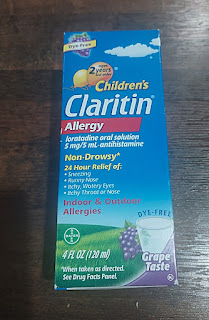 Dye-Free
ages
2 years
and older
Children's
Claritin
Allergy
loratadine oral solution
5 mg/5 mL-antihistamine
Non-Drowsy*
24 Hour Relief of:
• Sneezing
• Runny Nose
• Itchy, Watery Eyes
• Itchy Throat or Nose
Indoor & Outdoor
Allergies
DYE-FREE
BAYER
Grape
Taste
4 FL OZ (120 ml)
*When taken as directed.
See Drug Facts Panel.